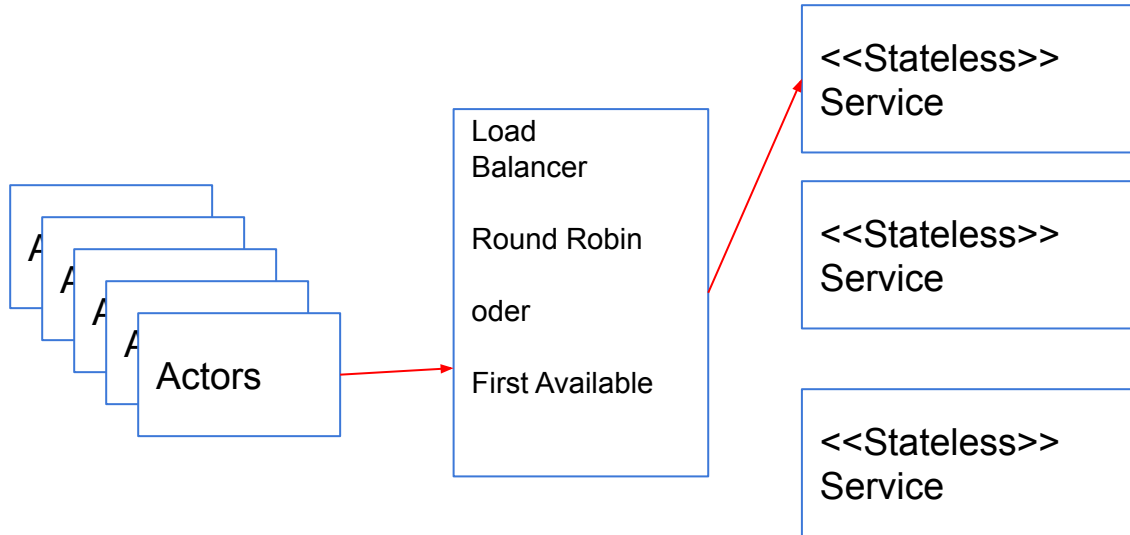 A
A
A
A
Actors
Load
Balancer
Round Robin
oder
First Available
<<Stateless>>
Service
<<Stateless>>
Service
<<Stateless>>
Service